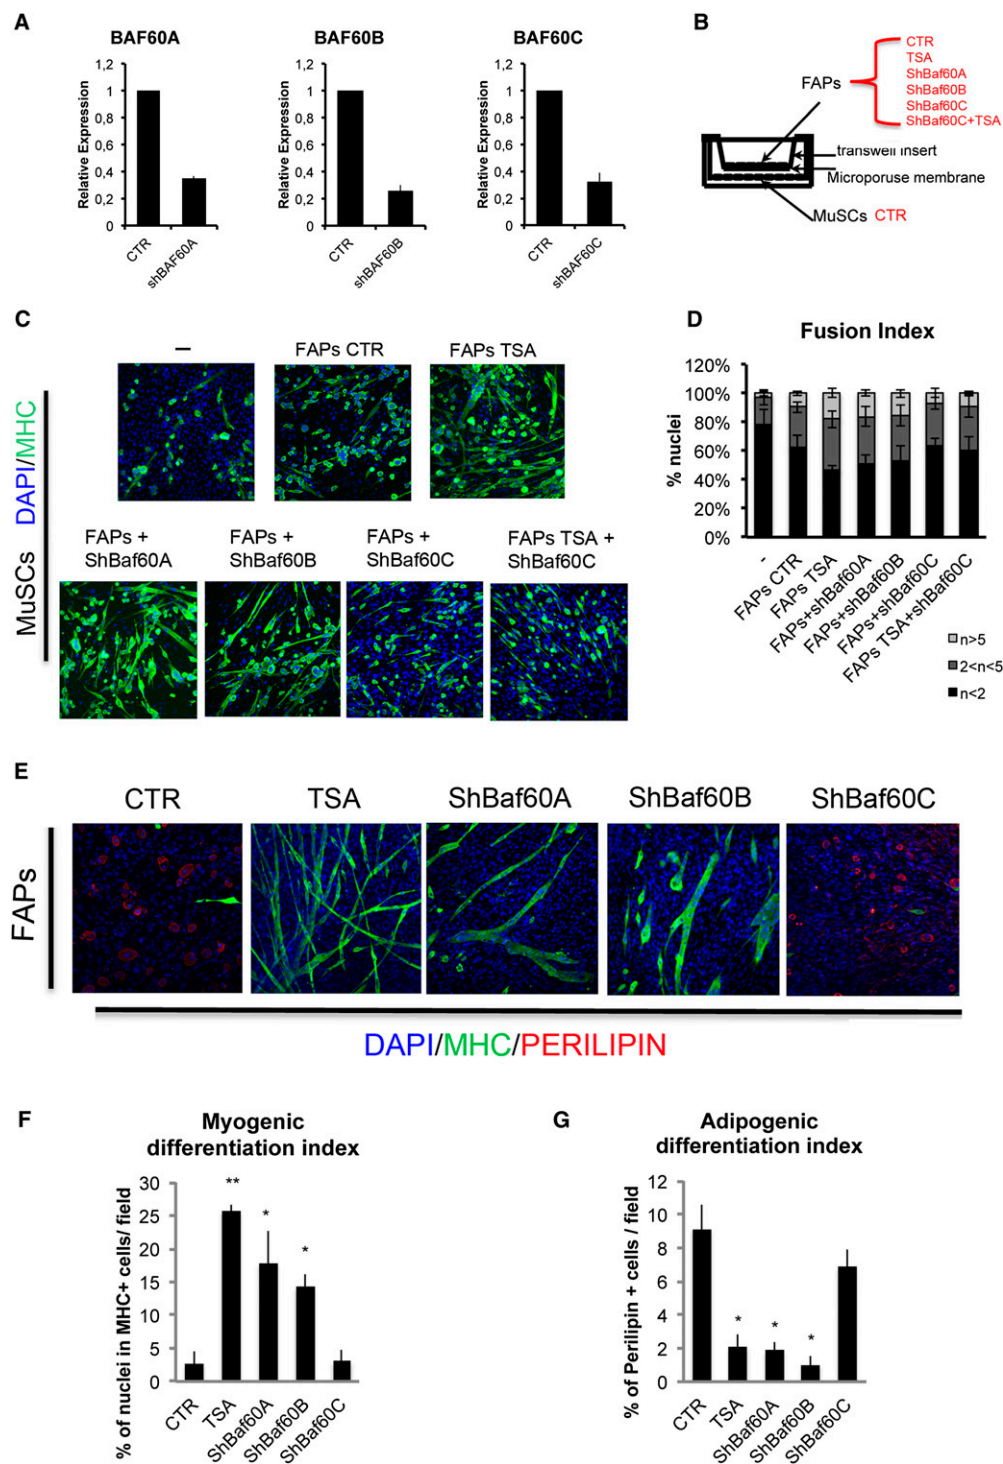 A
BAF60A
BAF60B
BAF60C
Relative Expression
1,2
1
0,8
0,6
0,4
0,2
0
CTR
shBAF60A
Relative Expression
1,2
1
0,8
0,6
0,4
0,2
0
CTR
shBAF60B
Relative Expression
1,2
1
0,8
0,6
0,4
0,2
0
CTR
shBAF60C
B
FAPs
CTR
TSA
ShBaf60A
ShBaf60B
ShBaf60C
ShBaf60C+TSA
transwell insert
Microporuse membrane
MuSCs CTR
C
MuSCs DAPI/MHC
–
FAPs CTR
FAPs TSA
FAPs +
ShBaf60A
FAPs +
ShBaf60B
FAPs +
ShBaf60C
FAPs TSA +
ShBaf60C
D
Fusion Index
% nuclei
120%
100%
80%
60%
40%
20%
0%
-
FAPs CTR
FAPs TSA
FAPs+shBaf60A
FAPs+shBaf60B
FAPs+shBaf60C
FAPs TSA+shBaf60C
n>5
2<n<5
n<2
E
CTR
TSA
ShBaf60A
ShBaf60B
ShBaf60C
FAPs
DAPI/MHC/PERILIPIN
F
Myogenic
differentiation index
% of nuclei in MHC+ cells/ field
30
25
20
15
10
5
0
**
*
*
CTR
TSA
ShBaf60A
ShBaf60B
ShBaf60C
G
Adipogenic
differentiation index
% of Perilipin + cells / field
12
10
8
6
4
2
0
*
*
*
CTR
TSA
ShBaf60A
ShBaf60B
ShBaf60C